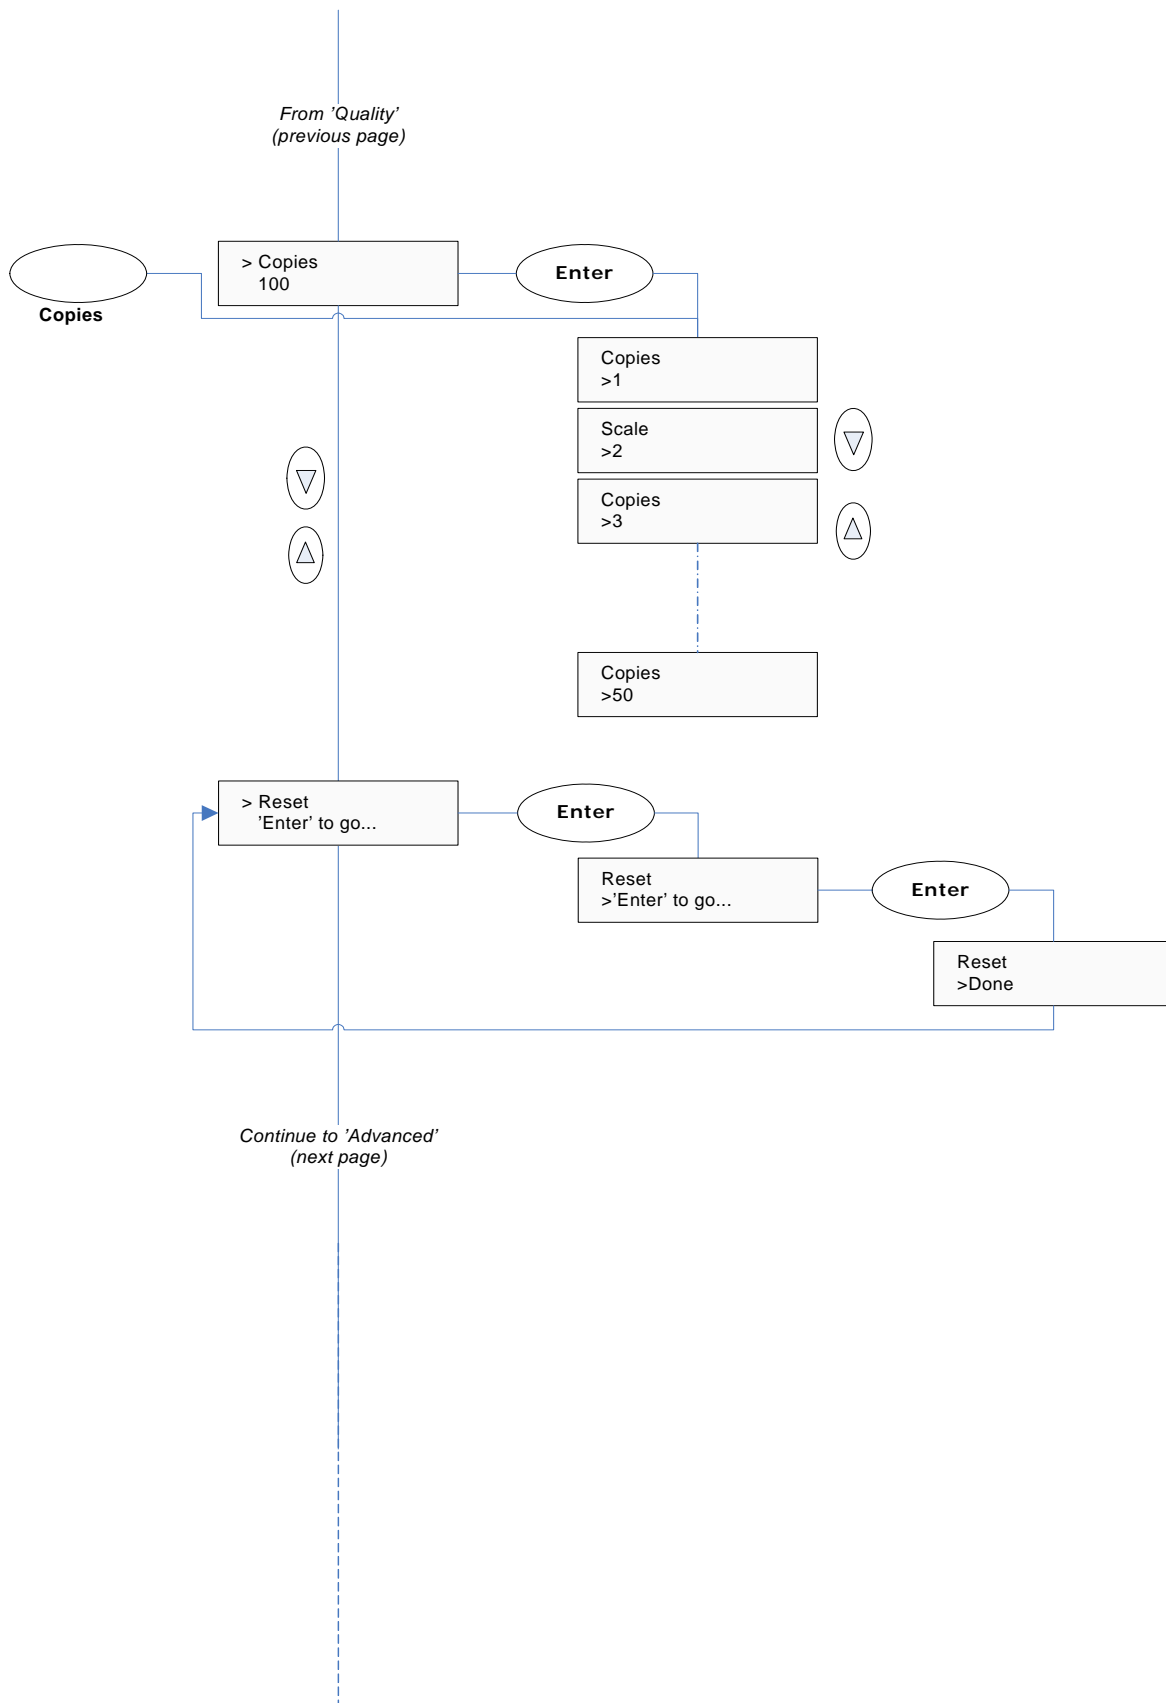 From 'Quality'
(previous page)
Copies
> Copies
100
Enter
Copies
>1
Scale
>2
Copies
>3
Copies
>50
> Reset
'Enter' to go...
Enter
Reset
>'Enter' to go...
Enter
Reset
>Done
Continue to 'Advanced'
(next page)